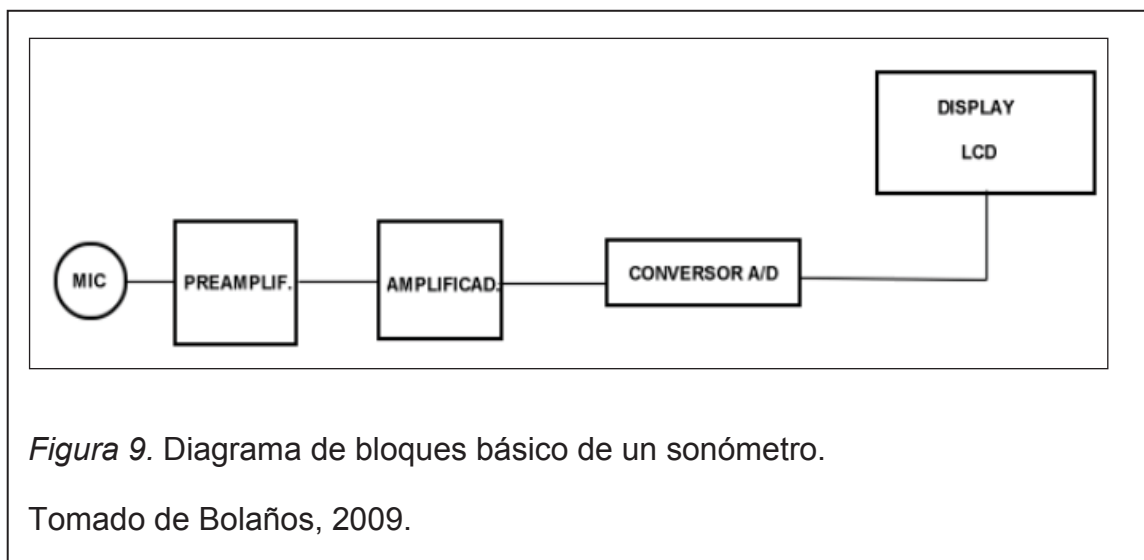 DISPLAY
LCD
MIC
PREAMPLIF.
AMPLIFICAD.
CONVERSOR A/D
Figura 9. Diagrama de bloques básico de un sonómetro.
Tomado de Bolaños, 2009.